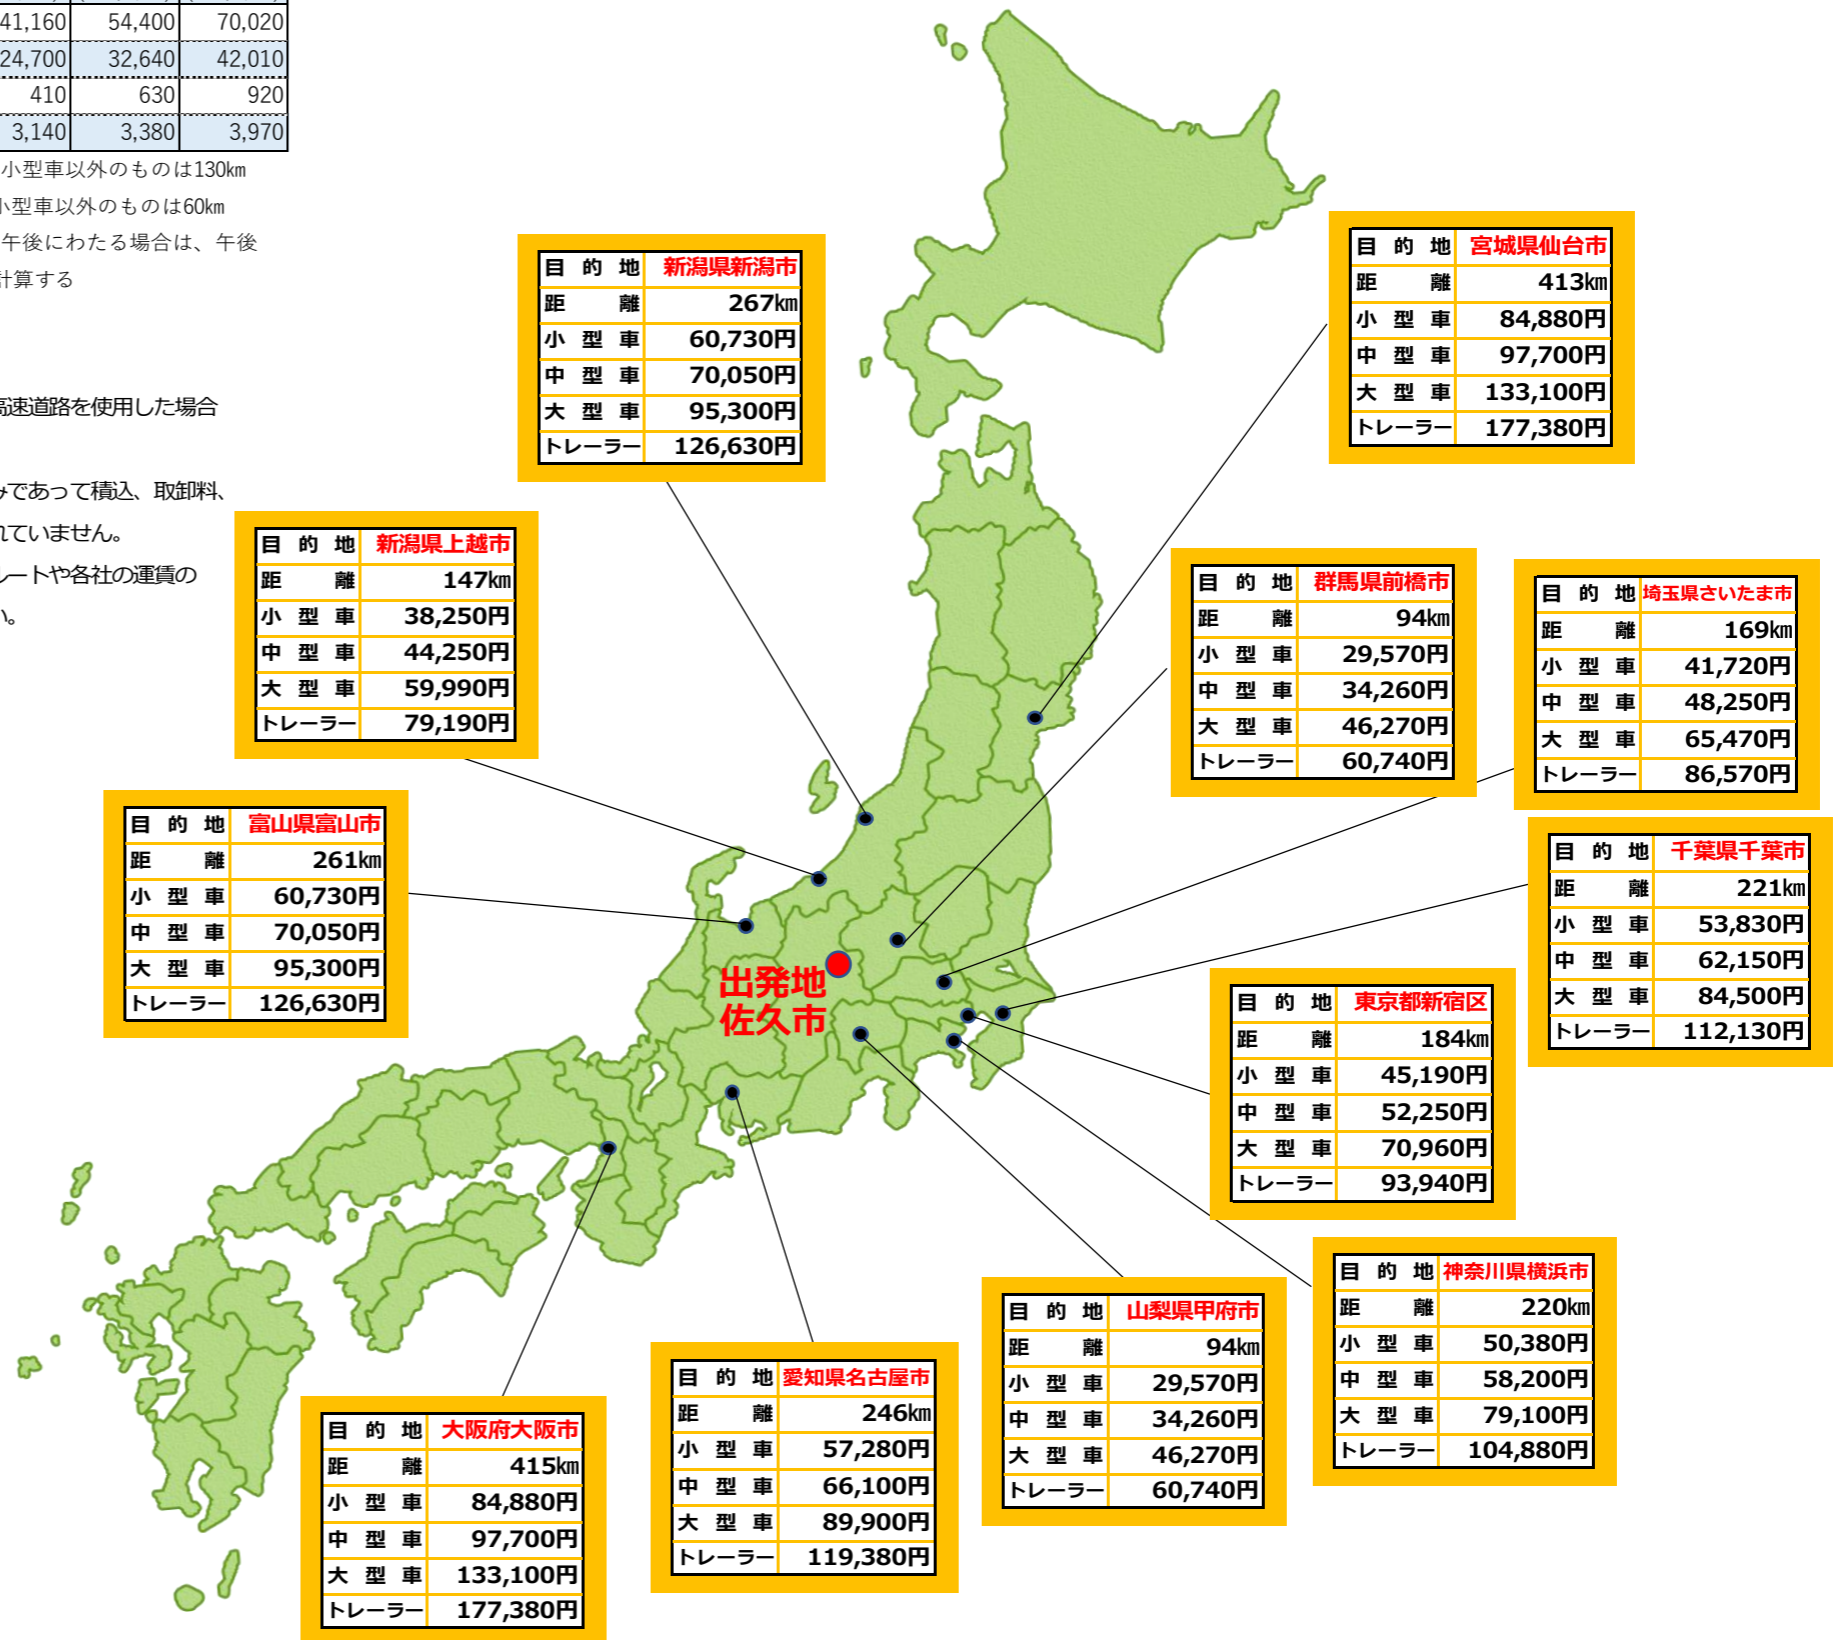 41,160 54,400 70,020
24,700 32,640 42,010
410 630 920
3,140 3,380 3,970
小型車以外のものは130㎞
小型車以外のものは60㎞
午後にわたる場合は、午後
計算する
高速道路を使用した場合
みであって積込、取卸料、
れていません。
ルートや各社の運賃の
い。
目的地 新潟県新潟市
距離 267㎞
小型車 60,730円
中型車 70,050円
大型車 95,300円
トレーラー 126,630円
目的地 宮城県仙台市
距離 413㎞
小型車 84,880円
中型車 97,700円
大型車 133,100円
トレーラー 177,380円
目的地 新潟県上越市
距離 147㎞
小型車 38,250円
中型車 44,250円
大型車 59,990円
トレーラー 79,190円
目的地 群馬県前橋市
距離 94㎞
小型車 29,570円
中型車 34,260円
大型車 46,270円
トレーラー 60,740円
目的地 埼玉県さいたま市
距離 169㎞
小型車 41,720円
中型車 48,250円
大型車 65,470円
トレーラー 86,570円
目的地 富山県富山市
距離 261㎞
小型車 60,730円
中型車 70,050円
大型車 95,300円
トレーラー 126,630円
目的地 千葉県千葉市
距離 221㎞
小型車 53,830円
中型車 62,150円
大型車 84,500円
トレーラー 112,130円
出発地
佐久市
目的地 東京都新宿区
距離 184㎞
小型車 45,190円
中型車 52,250円
大型車 70,960円
トレーラー 93,940円
目的地 神奈川県横浜市
距離 220㎞
小型車 50,380円
中型車 58,200円
大型車 79,100円
トレーラー 104,880円
目的地 山梨県甲府市
距離 94㎞
小型車 29,570円
中型車 34,260円
大型車 46,270円
トレーラー 60,740円
目的地 愛知県名古屋市
距離 246㎞
小型車 57,280円
中型車 66,100円
大型車 89,900円
トレーラー 119,380円
目的地 大阪府大阪市
距離 415㎞
小型車 84,880円
中型車 97,700円
大型車 133,100円
トレーラー 177,380円